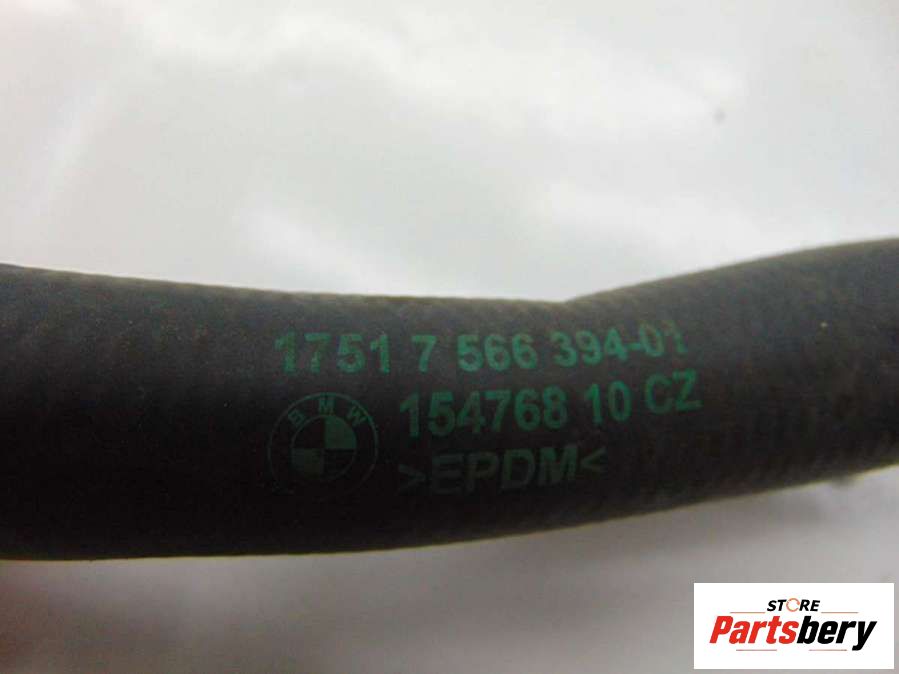 1751 7 566 394-01
BMW
154768 10 CZ
>EPDM<
STORE
Partsbery